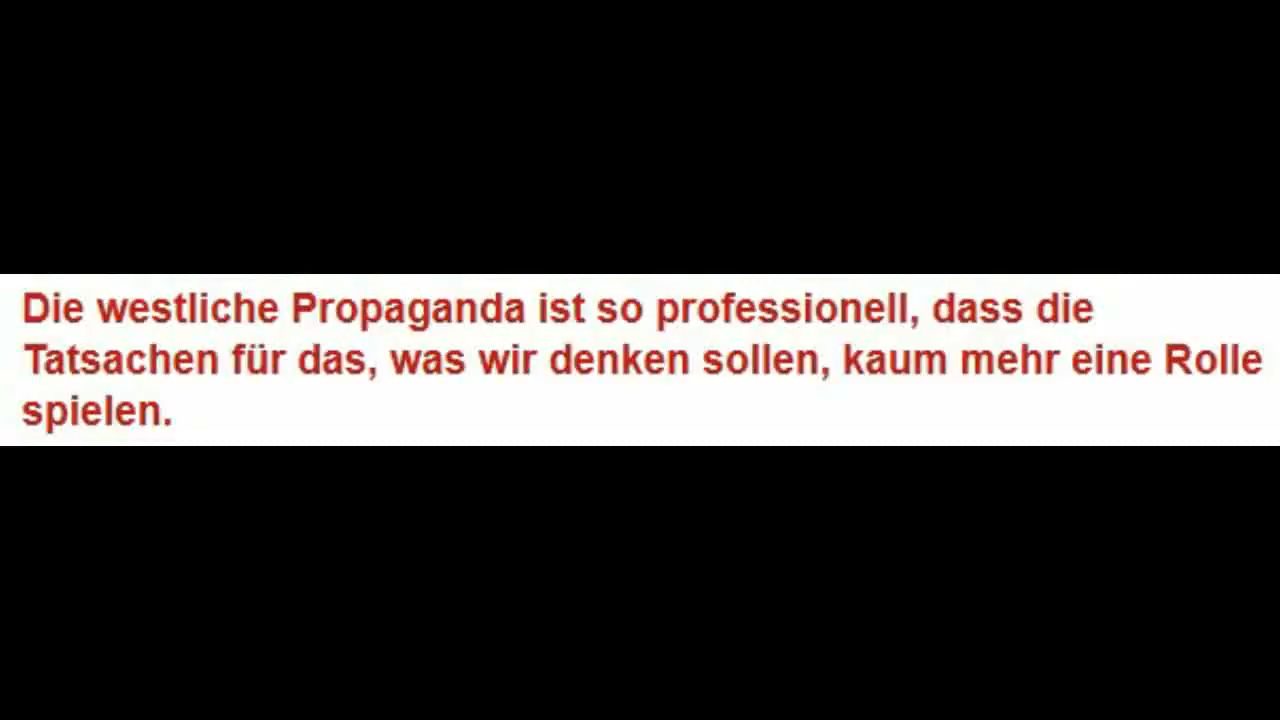 Die westliche Propaganda ist so professionell, dass die
Tatsachen für das, was wir denken sollen, kaum mehr eine Rolle
spielen.